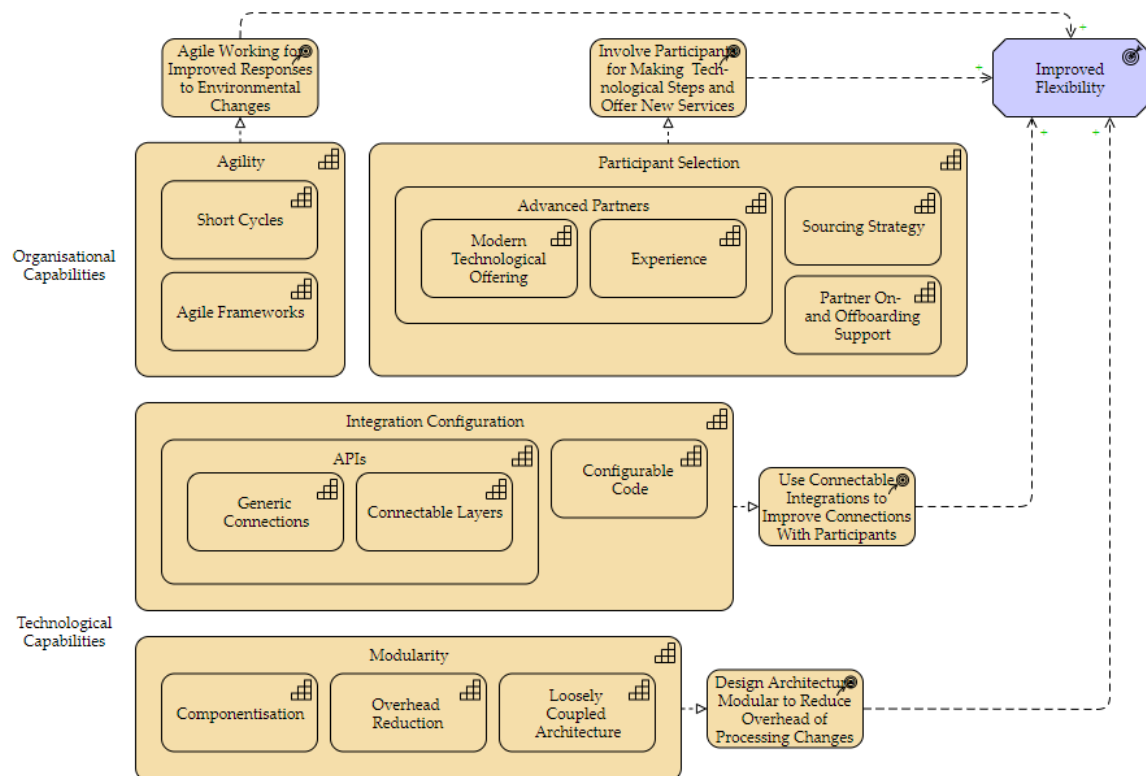 Agile Working for
Improved Responses
to Environmental
Changes
Involve Participants
for Making Tech-
nological Steps and
Offer New Services
+
+
Improved
Flexibility
+
+
Agility
Short Cycles
Agile Frameworks
Participant Selection
Advanced Partners
Modern
Technological
Offering
Experience
Sourcing Strategy
Partner On-
and Offboarding
Support
Organisational
Capabilities
Integration Configuration
APIs
Generic
Connections
Connectable Layers
Configurable
Code
Use Connectable
Integrations to
Improve Connections
With Participants
Technological
Capabilities
Modularity
Componentisation
Overhead
Reduction
Loosely
Coupled
Architecture
Design Architecture
Modular to Reduce
Overhead of
Processing Changes